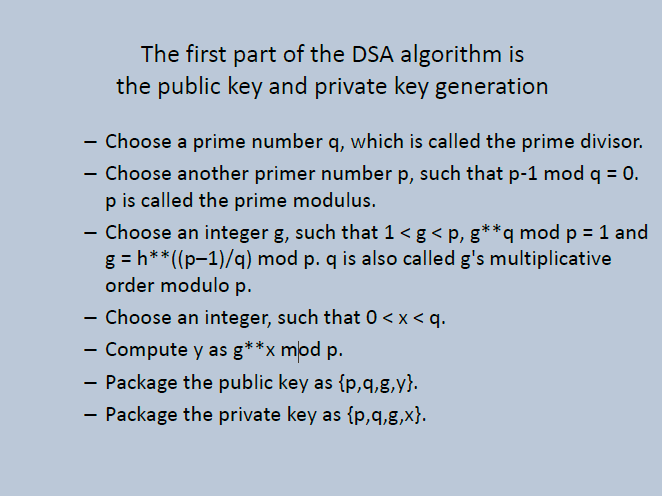 The first part of the DSA algorithm is
the public key and private key generation
– Choose a prime number q, which is called the prime divisor.
– Choose another primer number p, such that p-1 mod q = 0.
p is called the prime modulus.
– Choose an integer g, such that 1 < g < p, g**q mod p = 1 and
g = h**((p–1)/q) mod p. q is also called g's multiplicative
order modulo p.
– Choose an integer, such that 0 < x < q.
– Compute y as g**x mod p.
– Package the public key as {p,q,g,y}.
– Package the private key as {p,q,g,x}.